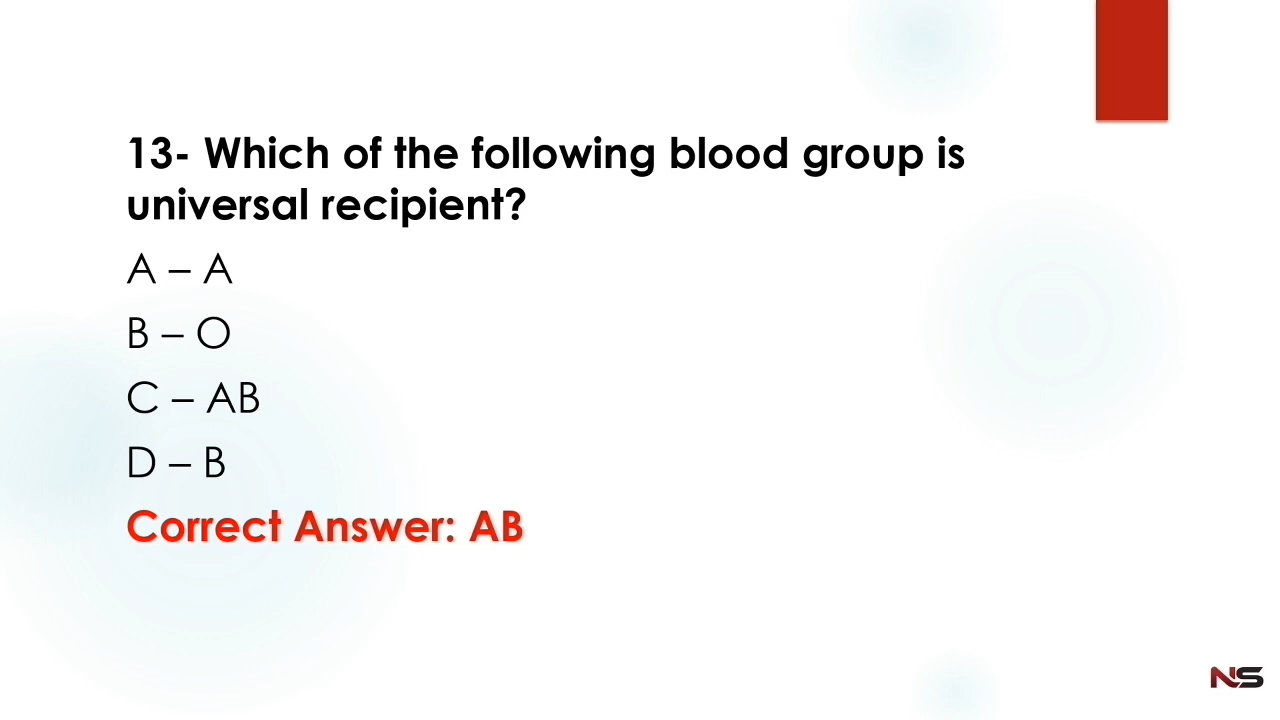 13- Which of the following blood group is
universal recipient?
A – A
B – O
C – AB
D – B
Correct Answer: AB
NS